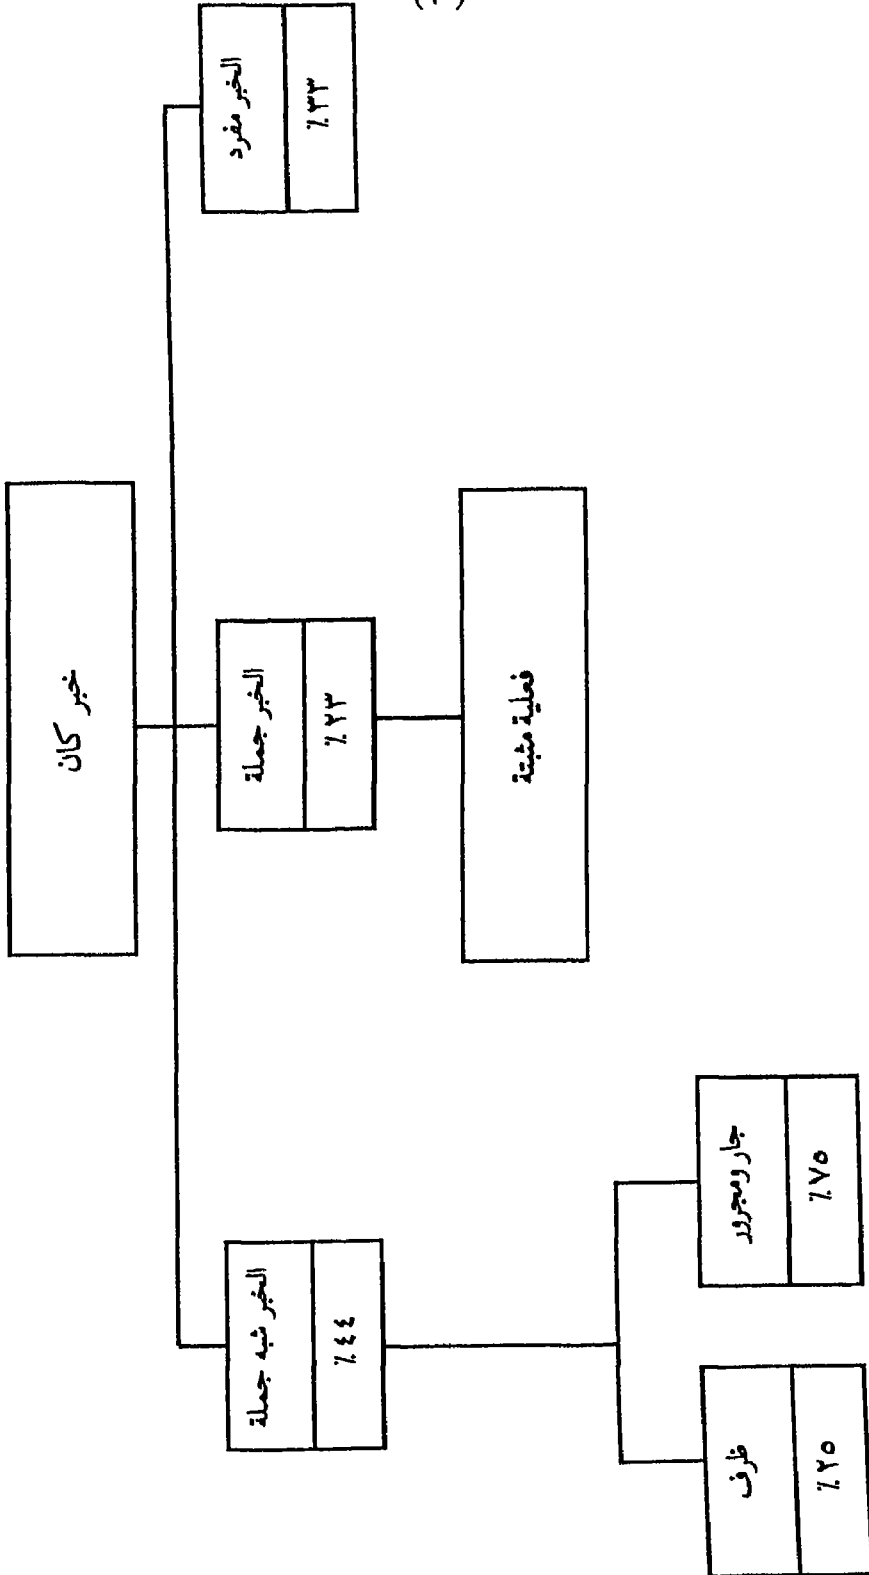 خبر كان
الخبر مفرد
٪٣٣
الخبر جملة
٪٢٣
الخبر شبه جملة
٪٤٤
فعلية مثبتة
جار ومجرور
٪٧٥
ظرف
٪٢٥